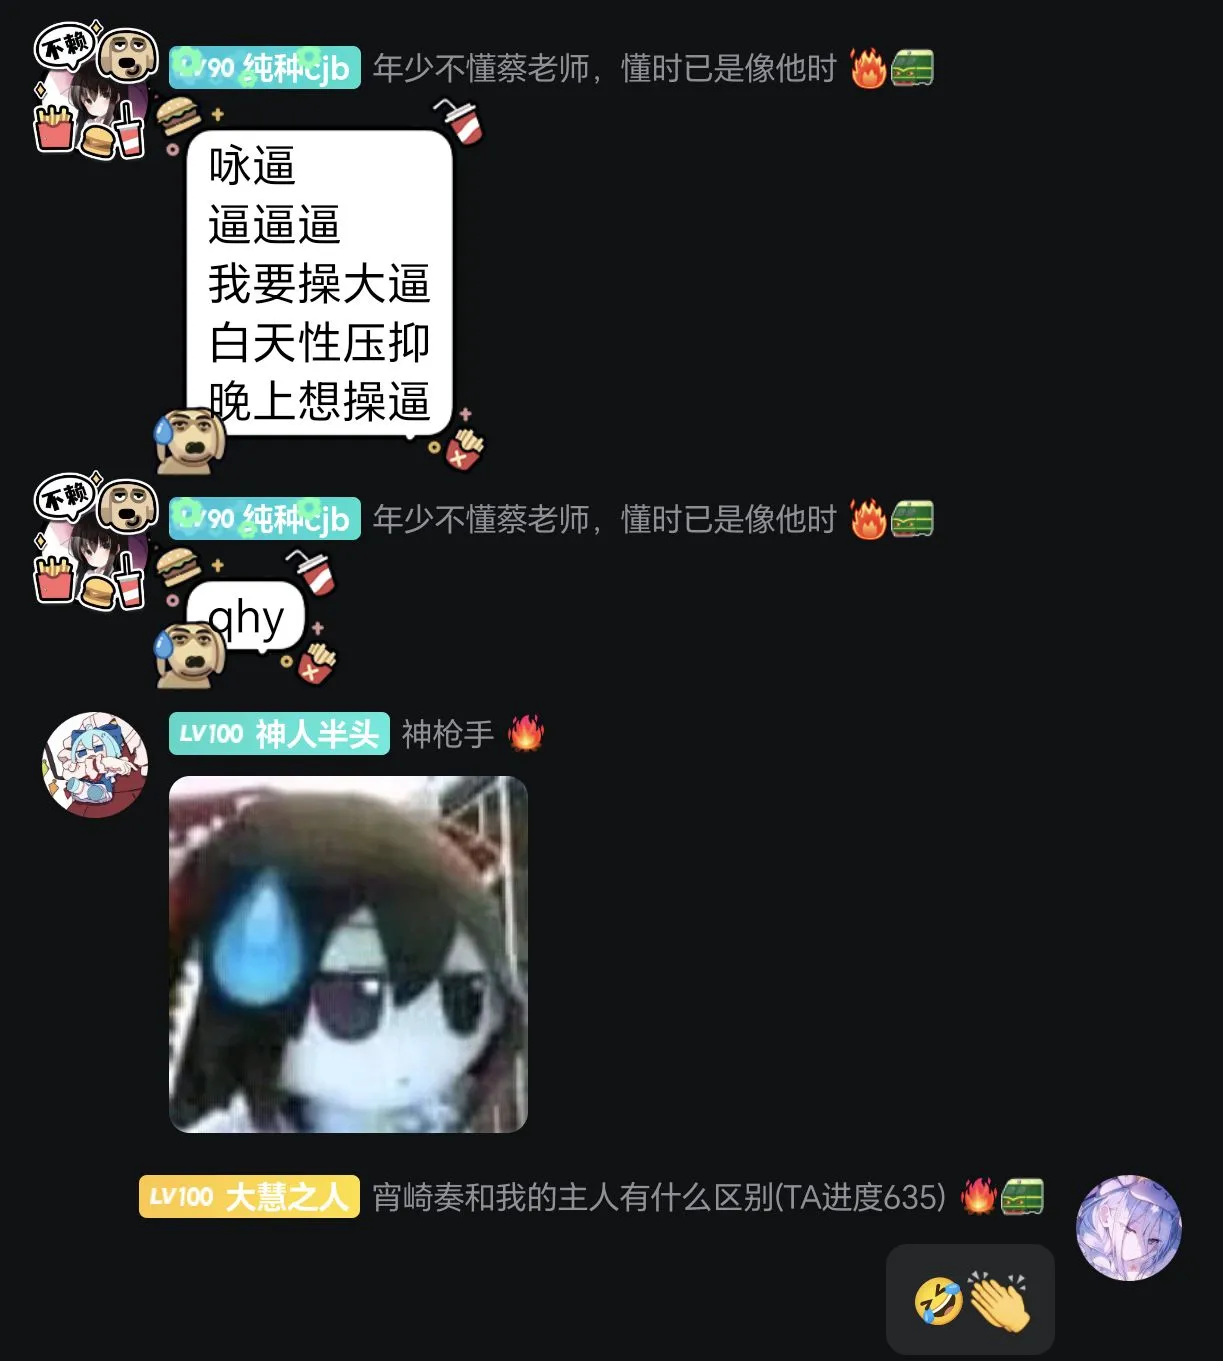 不赖
LV90 纯种cjb 年少不懂蔡老师，懂时已是像他时
咏逼
逼逼逼
我要操大逼
白天性压抑
晚上想操逼
不赖
LV90 纯种cjb 年少不懂蔡老师，懂时已是像他时
qhy
LV100 神人半头 神枪手
LV100 大慧之人 宵崎奏和我的主人有什么区别(TA进度635)